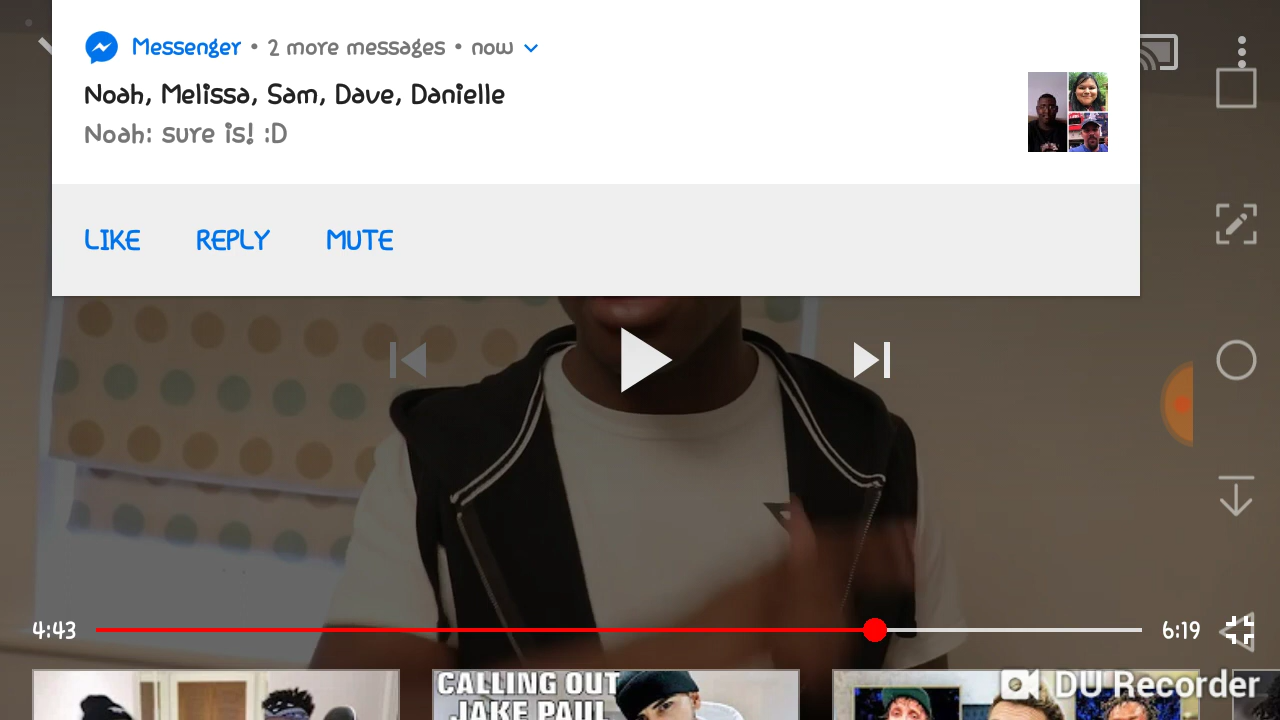 Messenger • 2 more messages • now
Noah, Melissa, Sam, Dave, Danielle
Noah: sure is! :D
LIKE REPLY MUTE
4:43
6:19
CALLING OUT
JAKE PAUL
DU Recorder